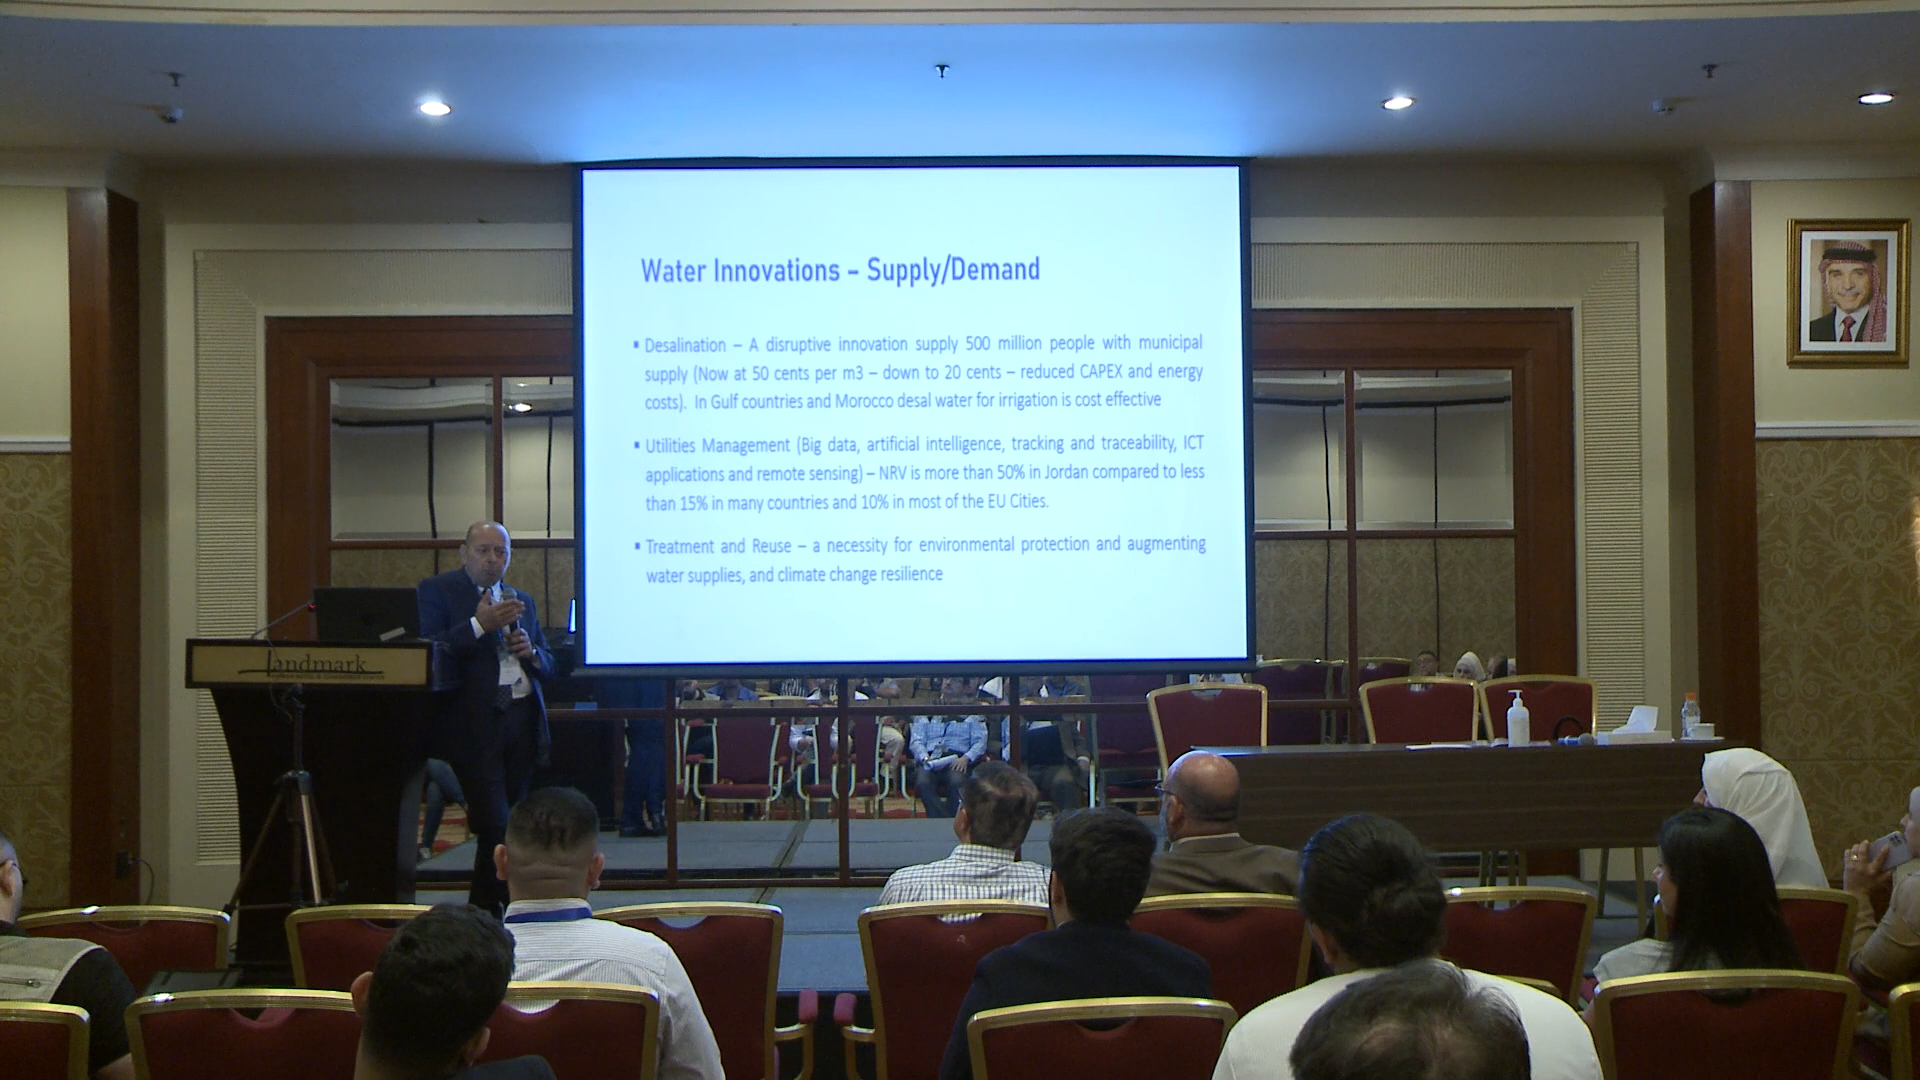 Water Innovations – Supply/Demand
▪ Desalination – A disruptive innovation supply 500 million people with municipal
supply (Now at 50 cents per m3 – down to 20 cents – reduced CAPEX and energy
costs). In Gulf countries and Morocco desal water for irrigation is cost effective
▪ Utilities Management (Big data, artificial intelligence, tracking and traceability, ICT
applications and remote sensing) – NRV is more than 50% in Jordan compared to less
than 15% in many countries and 10% in most of the EU Cities.
▪ Treatment and Reuse – a necessity for environmental protection and augmenting
water supplies, and climate change resilience
landmark